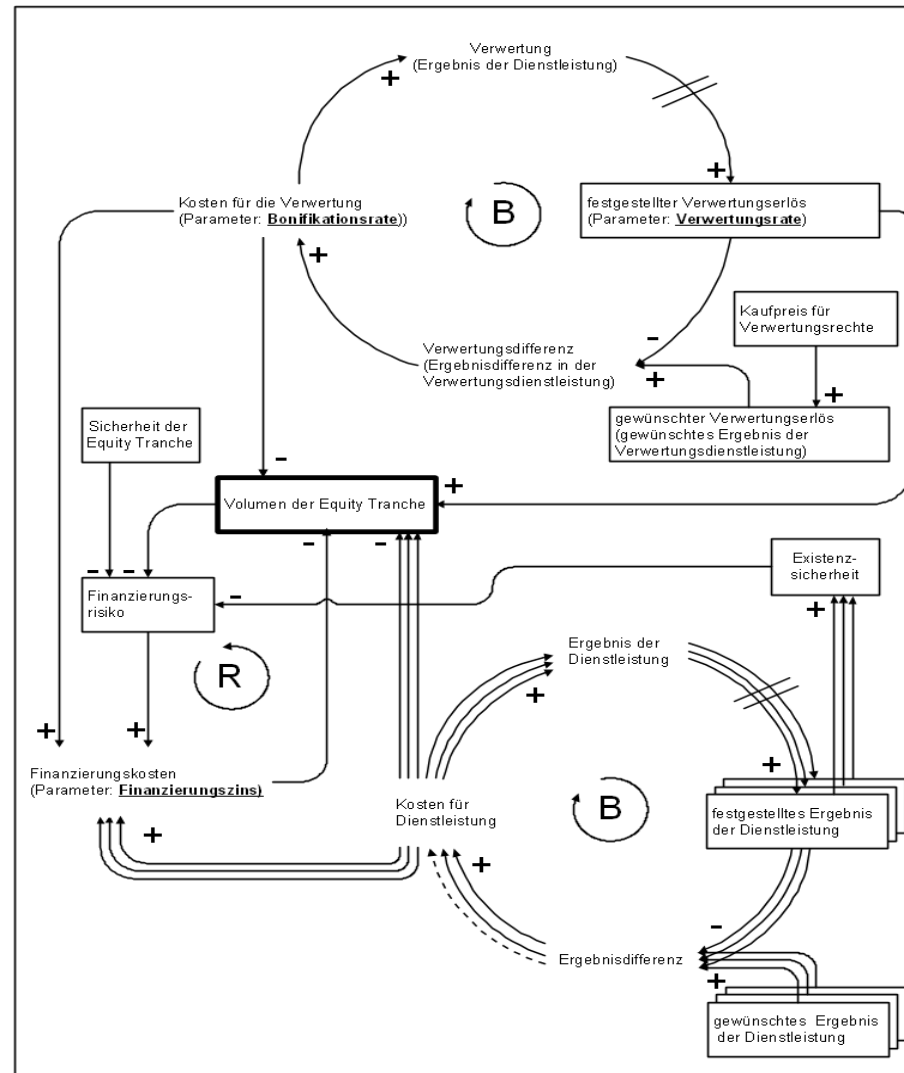 Verwertung
(Ergebnis der Dienstleistung)
+
+
Kosten für die Verwertung
(Parameter: Bonifikationsrate))
B
festgestellter Verwertungserlös
(Parameter: Verwertungsrate)
+
Kaufpreis für
Verwertungsrechte
-
Verwertungsdifferenz
(Ergebnisdifferenz in der
Verwertungsdienstleistung)
+
+
gewünschter Verwertungserlös
(gewünschtes Ergebnis der
Verwertungsdienstleistung)
Sicherheit der
Equity Tranche
-
+
Volumen der Equity Tranche
-
-
Existenz-
sicherheit
-
-
Finanzierungs-
risiko
-
+
Ergebnis der
Dienstleistung
R
+
+
+
+
Finanzierungskosten
(Parameter: Finanzierungszins)
Kosten für
Dienstleistung
B
festgestelltes Ergebnis
der Dienstleistung
+
+
-
Ergebnisdifferenz
+
gewünschtes Ergebnis
der Dienstleistung